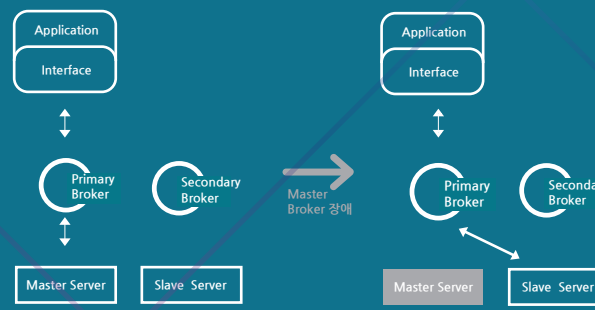 Application
Interface
Primary
Broker
Secondary
Broker
Master Server
Slave Server
Master
Broker 장애
Application
Interface
Primary
Broker
Seconda
Broker
Master Server
Slave Server